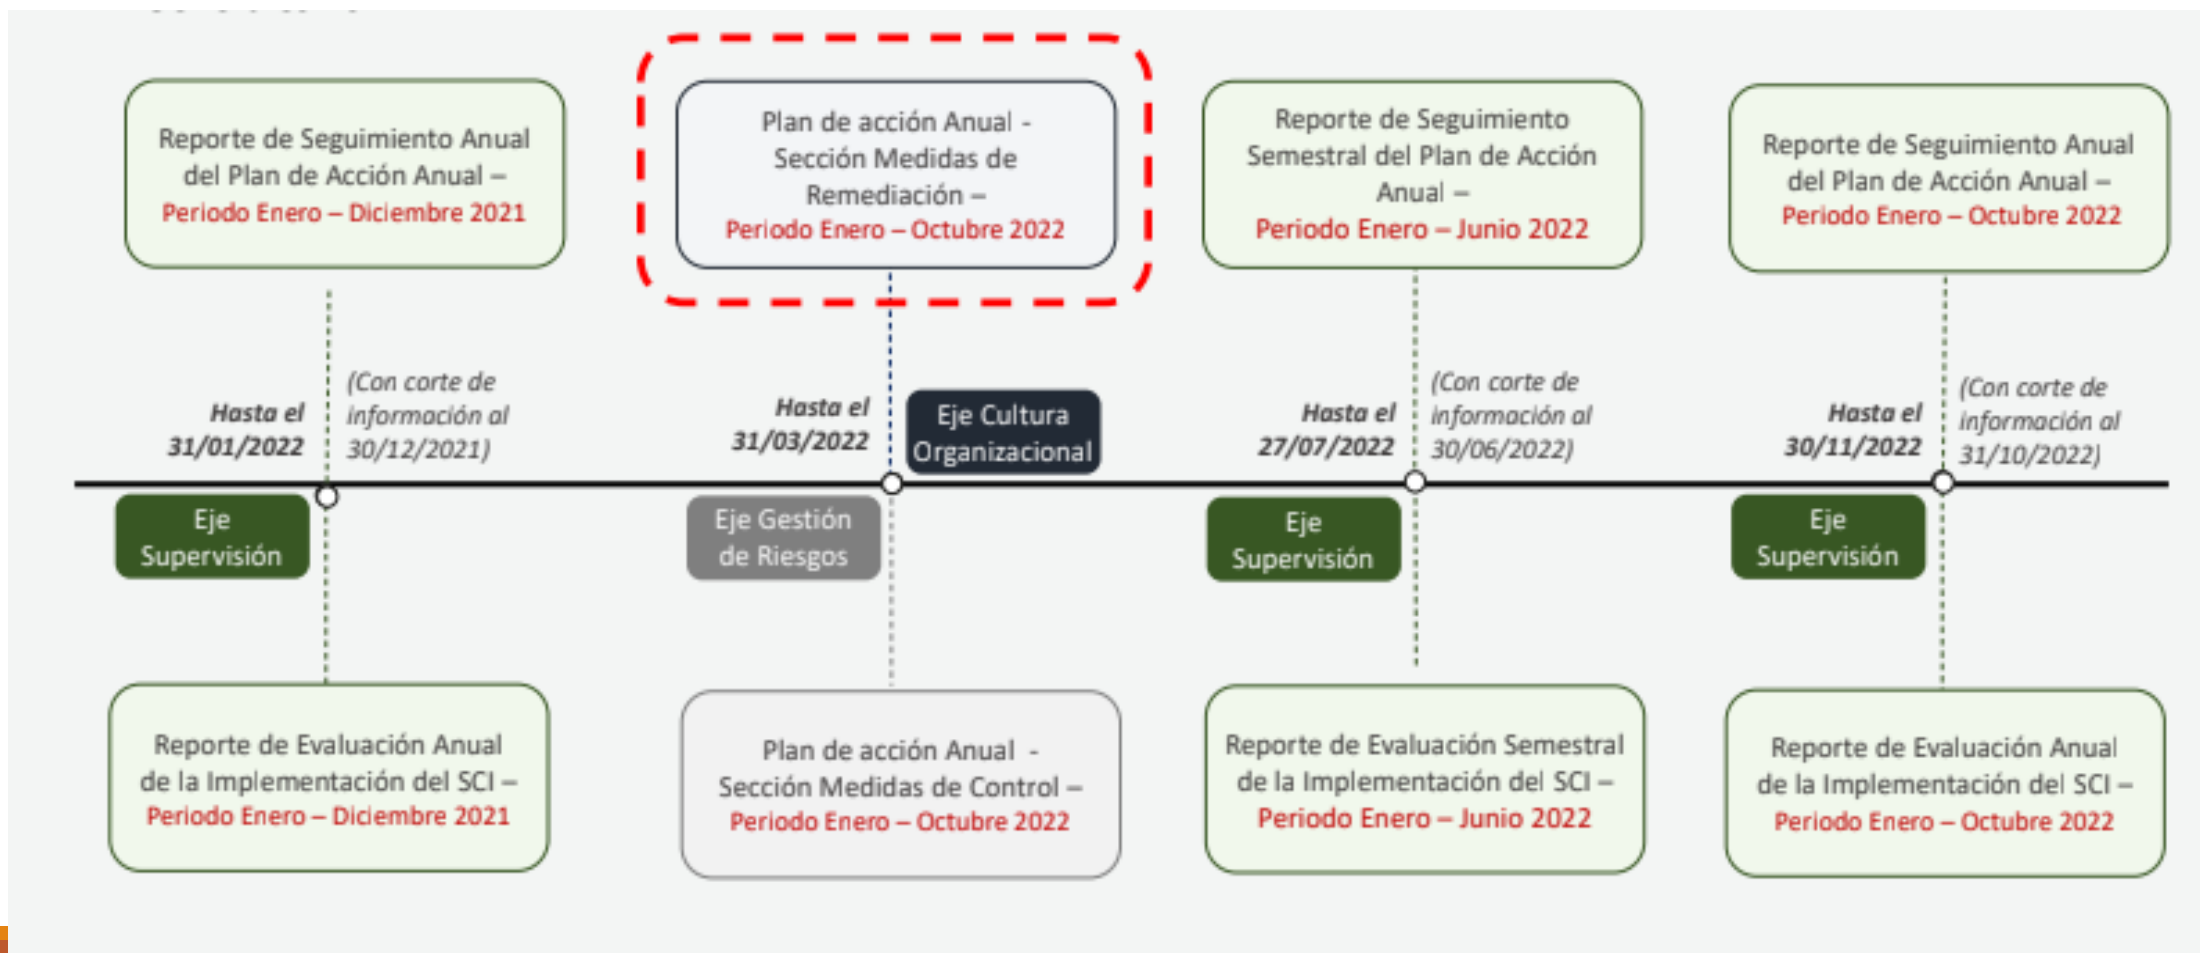 Reporte de Seguimiento Anual
del Plan de Acción Anual –
Periodo Enero – Diciembre 2021
Plan de acción Anual -
Sección Medidas de
Remediación –
Periodo Enero – Octubre 2022
Reporte de Seguimiento
Semestral del Plan de Acción
Anual –
Periodo Enero – Junio 2022
Reporte de Seguimiento Anual
del Plan de Acción Anual –
Periodo Enero – Octubre 2022
Hasta el
31/01/2022
(Con corte de
información al
30/12/2021)
Hasta el
31/03/2022
Eje Cultura
Organizacional
Hasta el
27/07/2022
(Con corte de
información al
30/06/2022)
Hasta el
30/11/2022
(Con corte de
información al
31/10/2022)
Eje
Supervisión
Eje Gestión
de Riesgos
Eje
Supervisión
Eje
Supervisión
Reporte de Evaluación Anual
de la Implementación del SCI –
Periodo Enero – Diciembre 2021
Plan de acción Anual -
Sección Medidas de Control –
Periodo Enero – Octubre 2022
Reporte de Evaluación Semestral
de la Implementación del SCI –
Periodo Enero – Junio 2022
Reporte de Evaluación Anual
de la Implementación del SCI –
Periodo Enero – Octubre 2022